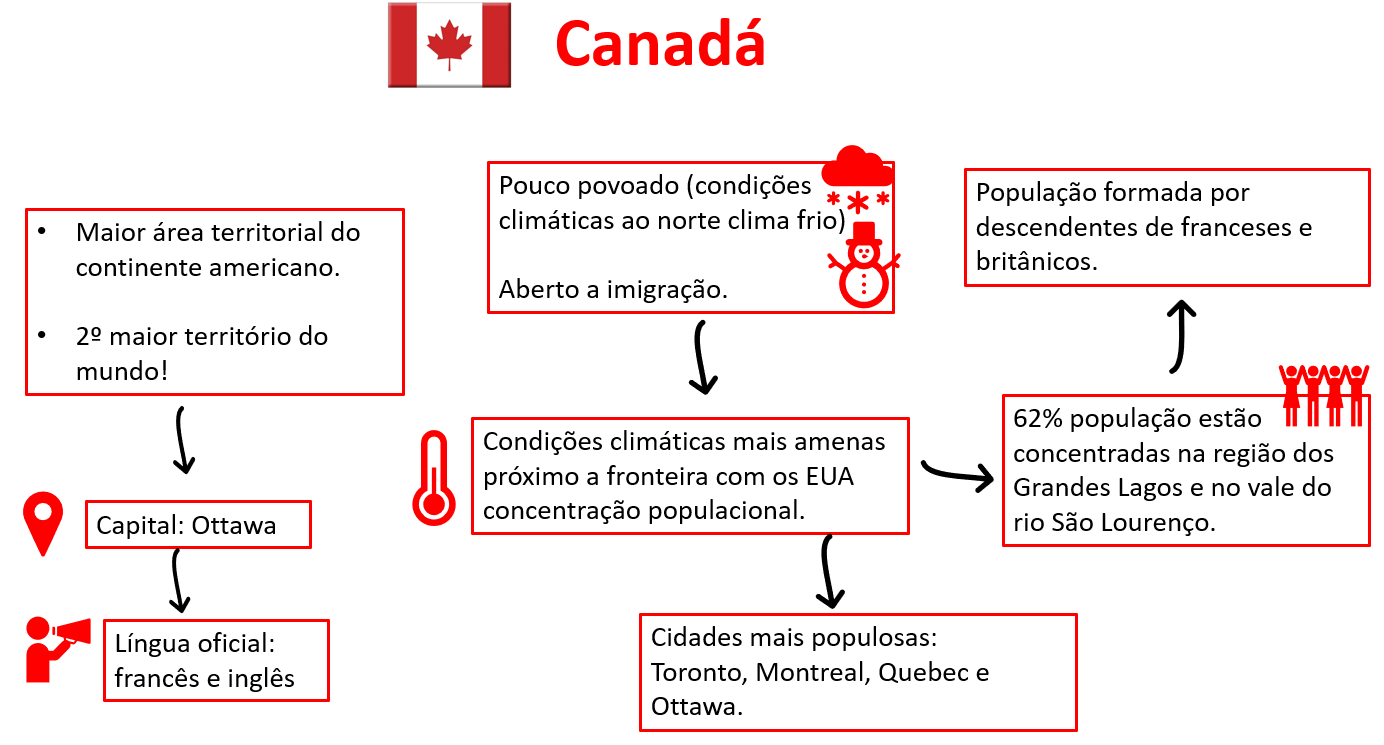 Canadá
• Maior área territorial do
continente americano.
• 2º maior território do
mundo!
Capital: Ottawa
Língua oficial:
francês e inglês
Pouco povoado (condições
climáticas ao norte clima frio)
Aberto a imigração.
Condições climáticas mais amenas
próximo a fronteira com os EUA
concentração populacional.
Cidades mais populosas:
Toronto, Montreal, Quebec e
Ottawa.
62% população estão
concentradas na região dos
Grandes Lagos e no vale do
rio São Lourenço.
População formada por
descendentes de franceses e
britânicos.